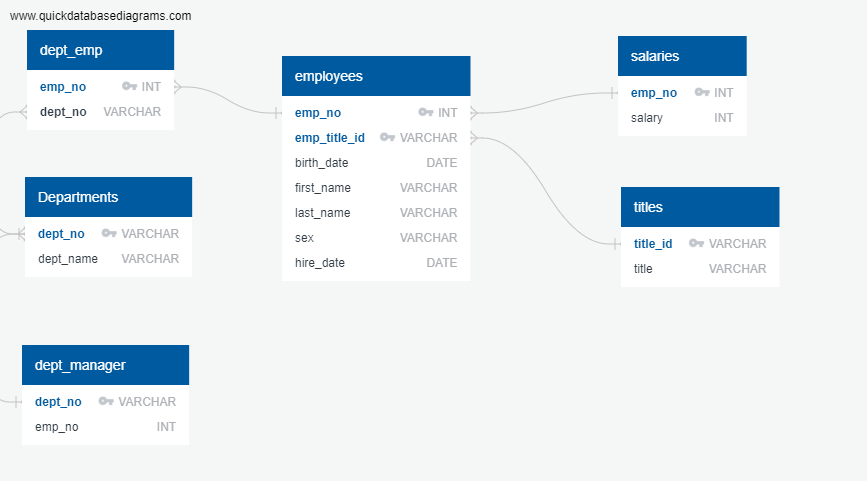 www.quickdatabasediagrams.com
dept_emp
emp_no INT
dept_no VARCHAR
Departments
dept_no VARCHAR
dept_name VARCHAR
dept_manager
dept_no VARCHAR
emp_no INT
employees
emp_no INT
emp_title_id VARCHAR
birth_date DATE
first_name VARCHAR
last_name VARCHAR
sex VARCHAR
hire_date DATE
salaries
emp_no INT
salary INT
titles
title_id VARCHAR
title VARCHAR